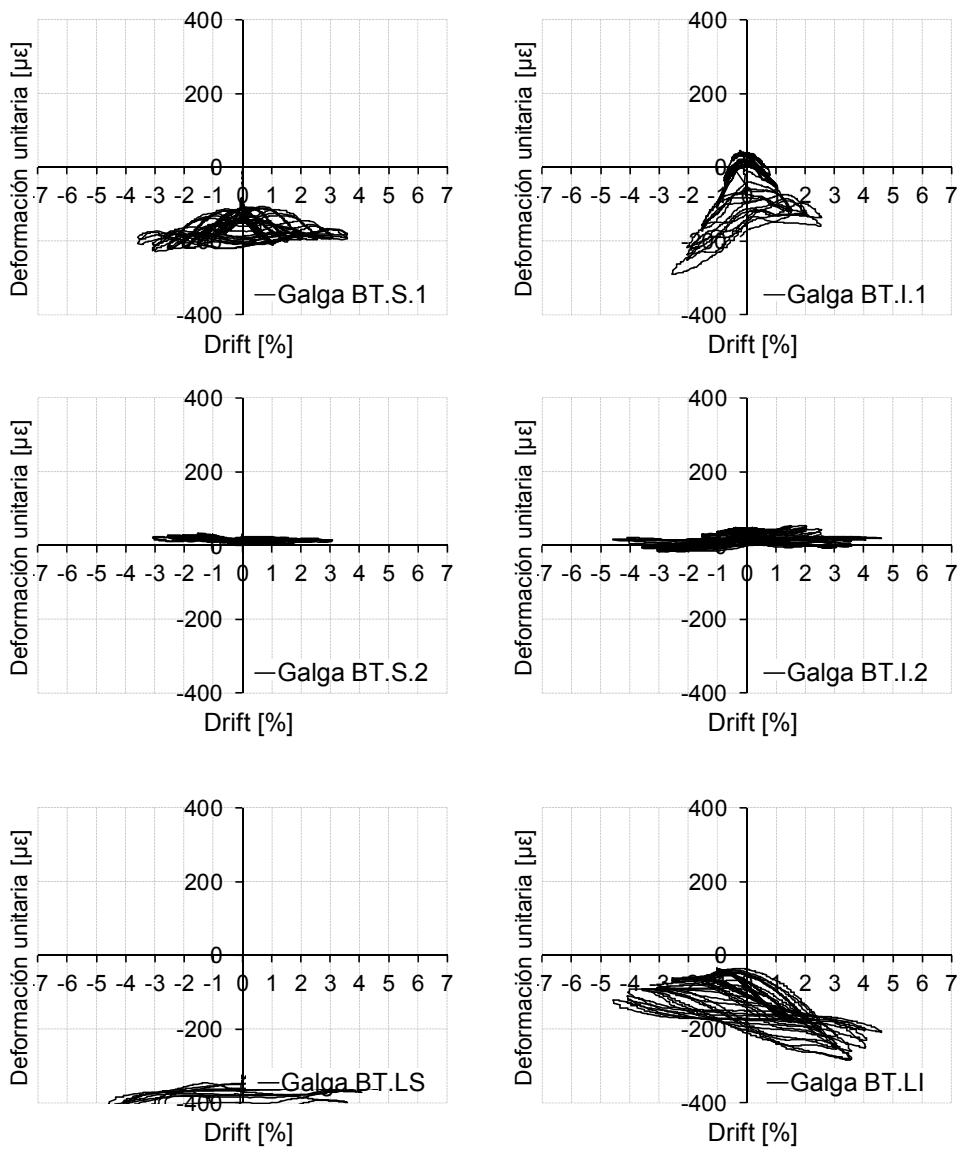 400
200
0
-7 -6 -5 -4 -3 -2 -1 0 1 2 3 4 5 6 7
-200
-400
Deformación unitaria [µε]
Galga BT.S.1
Drift [%]
400
200
0
-7 -6 -5 -4 -3 -2 -1 0 1 2 3 4 5 6 7
-400
Deformación unitaria [µε]
Galga BT.I.1
Drift [%]
400
200
0
-7 -6 -5 -4 -3 -2 -1 0 1 2 3 4 5 6 7
-200
-400
Deformación unitaria [µε]
Galga BT.S.2
Drift [%]
400
200
0
-7 -6 -5 -4 -3 -2 -1 0 1 2 3 4 5 6 7
-200
-400
Deformación unitaria [µε]
Galga BT.I.2
Drift [%]
400
200
0
-7 -6 -5 -4 -3 -2 -1 0 1 2 3 4 5 6 7
-200
-400
Deformación unitaria [µε]
Galga BT.LS
Drift [%]
400
200
0
-7 -6 -5 -4 -3 -2 -1 0 1 2 3 4 5 6 7
-200
-400
Deformación unitaria [µε]
Galga BT.LI
Drift [%]